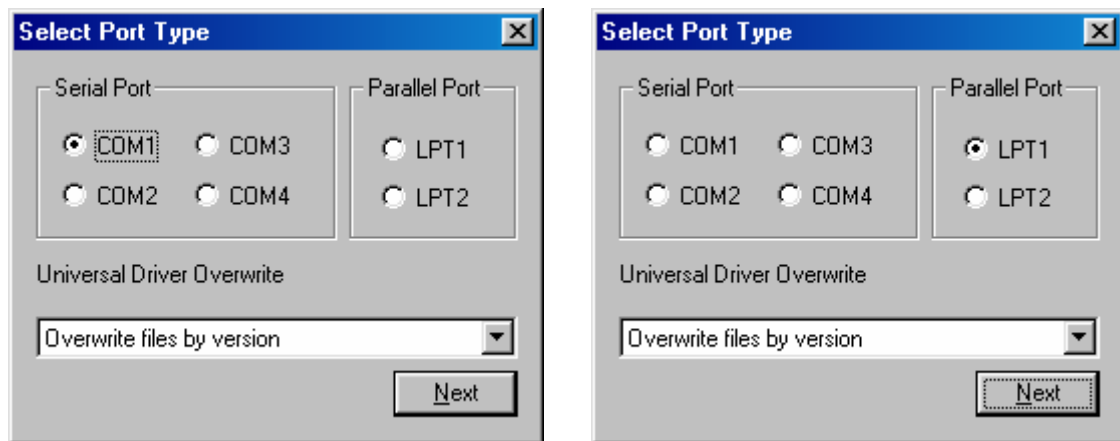 Select Port Type
Serial Port
Parallel Port
COM1
COM3
LPT1
COM2
COM4
LPT2
Universal Driver Overwrite
Overwrite files by version
Next
Select Port Type
Serial Port
Parallel Port
COM1
COM3
LPT1
COM2
COM4
LPT2
Universal Driver Overwrite
Overwrite files by version
Next